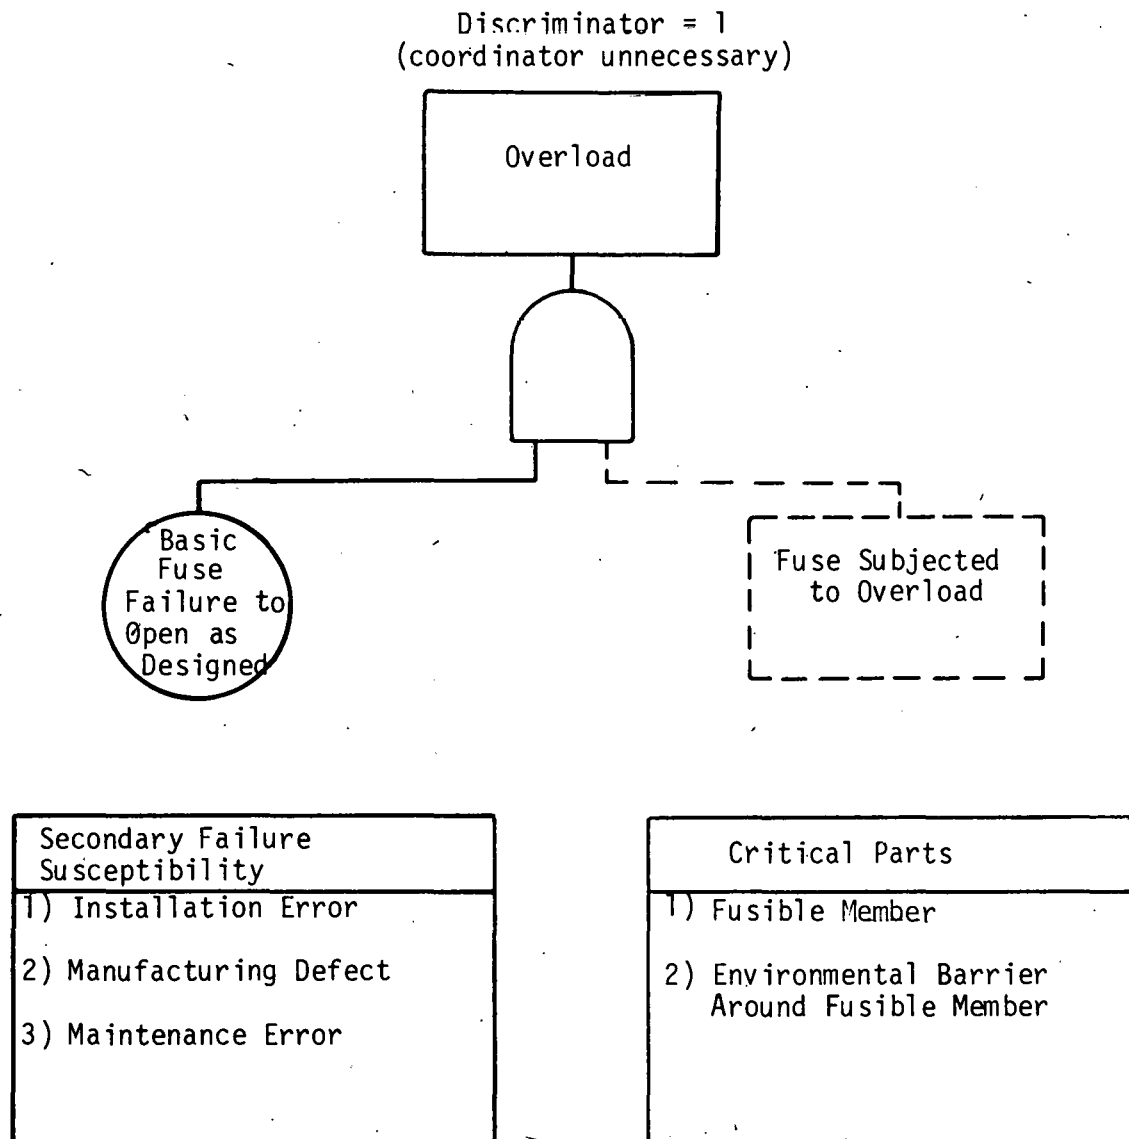 Discriminator = 1
(coordinator unnecessary)
Overload
Basic
Fuse
Failure to
Open as
Designed
Fuse Subjected
to Overload
Secondary Failure
Susceptibility
1) Installation Error
2) Manufacturing Defect
3) Maintenance Error
Critical Parts
1) Fusible Member
2) Environmental Barrier
Around Fusible Member